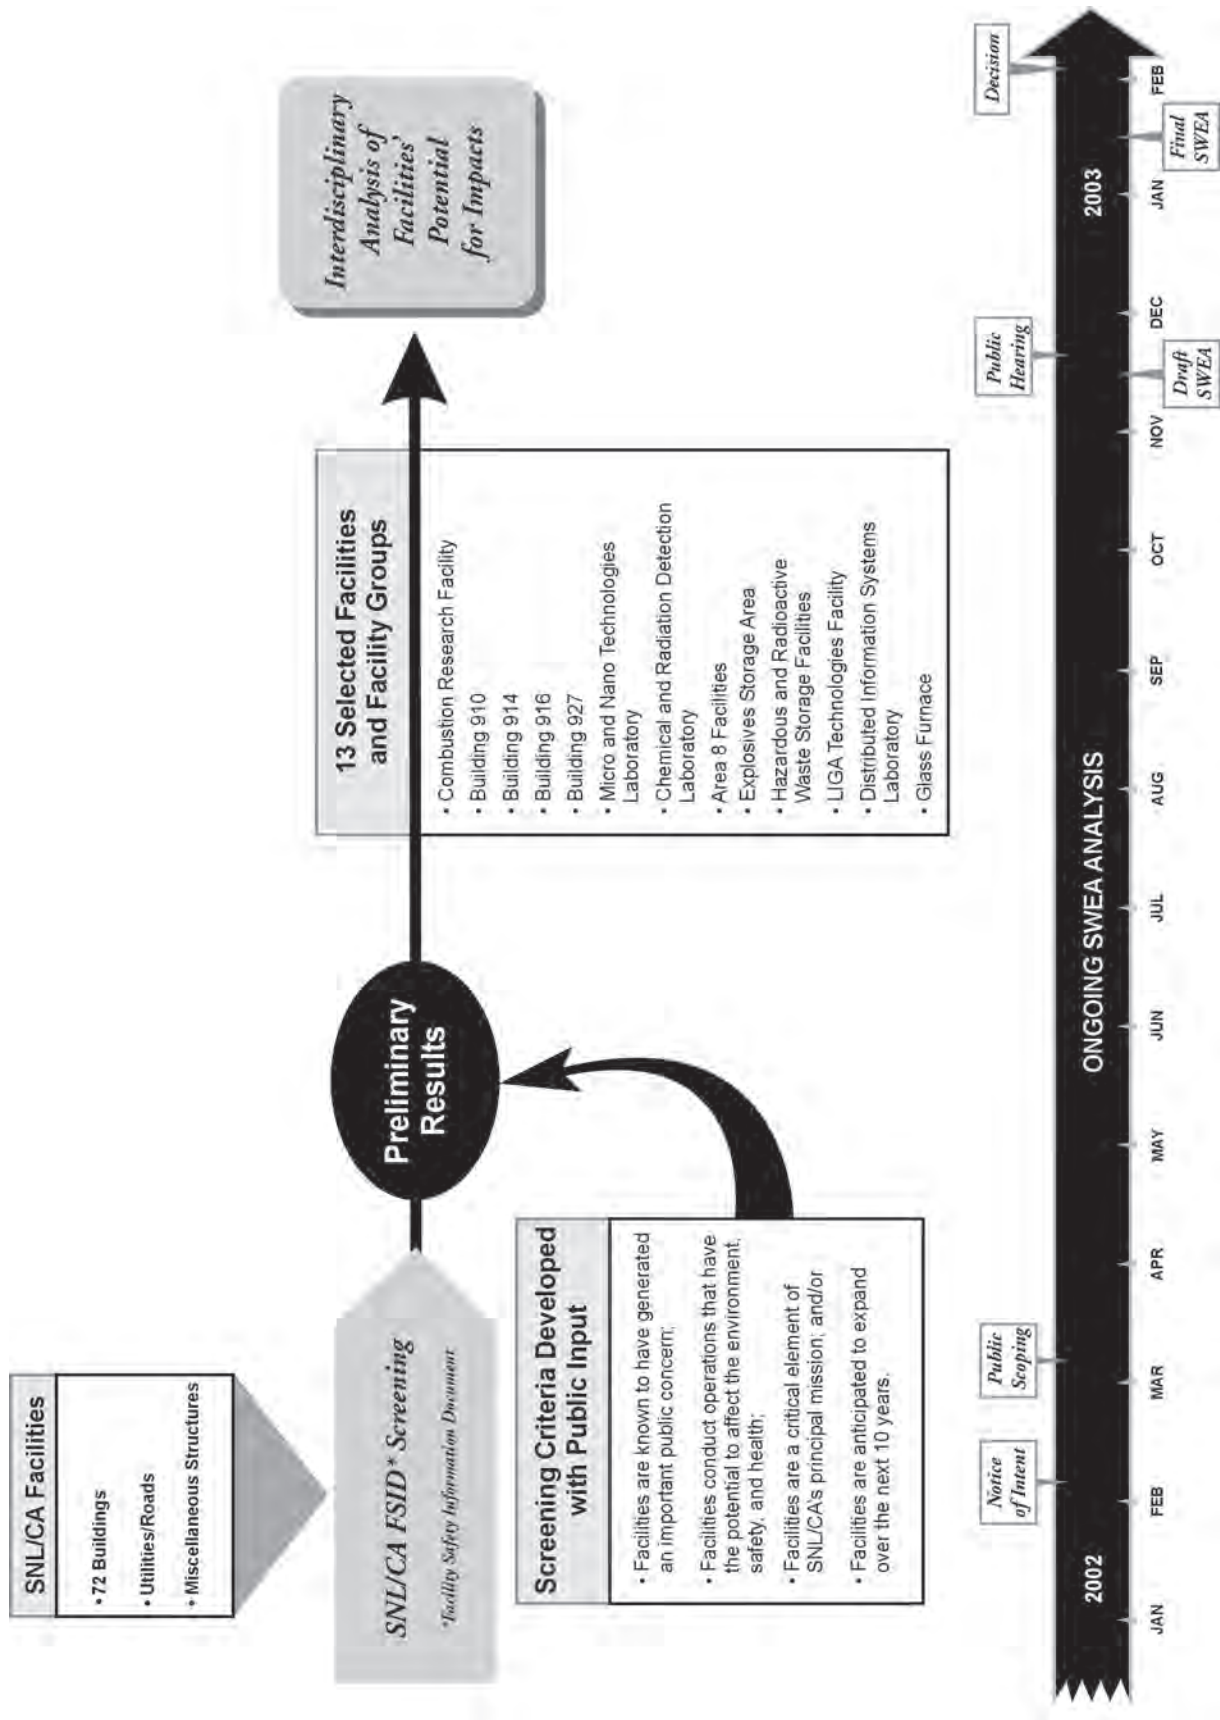 SNL/CA Facilities
• 72 Buildings
• Utilities/Roads
• Miscellaneous Structures
SNL/CA FSID* Screening
*Facility Safety Information Document
Screening Criteria Developed
with Public Input
• Facilities are known to have generated
an important public concern;
• Facilities conduct operations that have
the potential to affect the environment,
safety, and health;
• Facilities are a critical element of
SNL/CA's principal mission; and/or
• Facilities are anticipated to expand
over the next 10 years.
Preliminary
Results
13 Selected Facilities
and Facility Groups
• Combustion Research Facility
• Building 910
• Building 914
• Building 916
• Building 927
• Micro and Nano Technologies
Laboratory
• Chemical and Radiation Detection
Laboratory
• Area 8 Facilities
• Explosives Storage Area
• Hazardous and Radioactive
Waste Storage Facilities
• LIGA Technologies Facility
• Distributed Information Systems
Laboratory
• Glass Furnace
Interdisciplinary
Analysis of
Facilities'
Potential
for Impacts
Notice
of Intent
Public
Scoping
Public
Hearing
Decision
2002
ONGOING SWEA ANALYSIS
2003
JAN
FEB
MAR
APR
MAY
JUN
JUL
AUG
SEP
OCT
NOV
DEC
JAN
FEB
Draft
SWEA
Final
SWEA